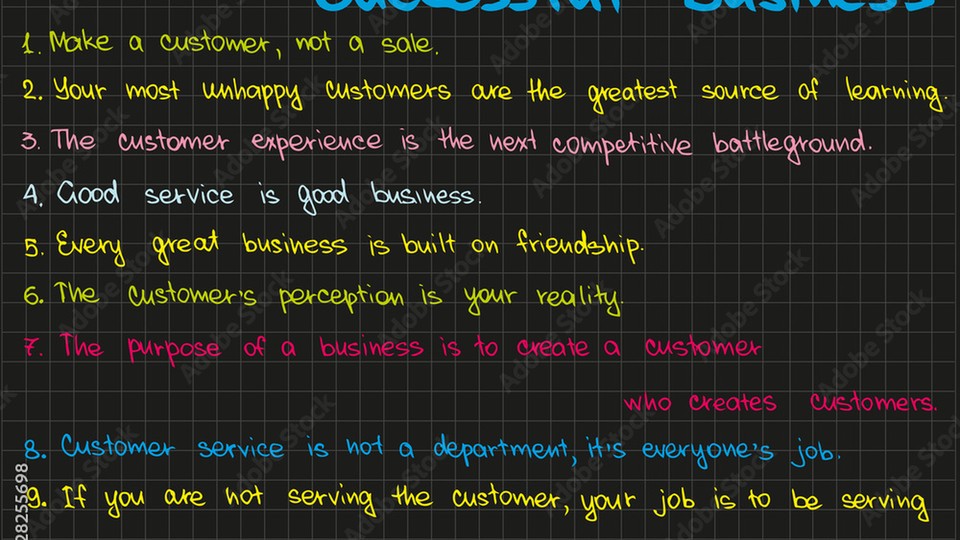 Successful Business
1. Make a customer, not a sale.
2. Your most unhappy customers are the greatest source of learning.
3. The customer experience is the next competitive battleground.
4. Good service is good business.
5. Every great business is built on friendship.
6. The customer's perception is your reality.
7. The purpose of a business is to create a customer
who creates customers.
8. Customer service is not a department, it's everyone's job.
9. If you are not serving the customer, your job is to be serving
Adobe Stock
28255698